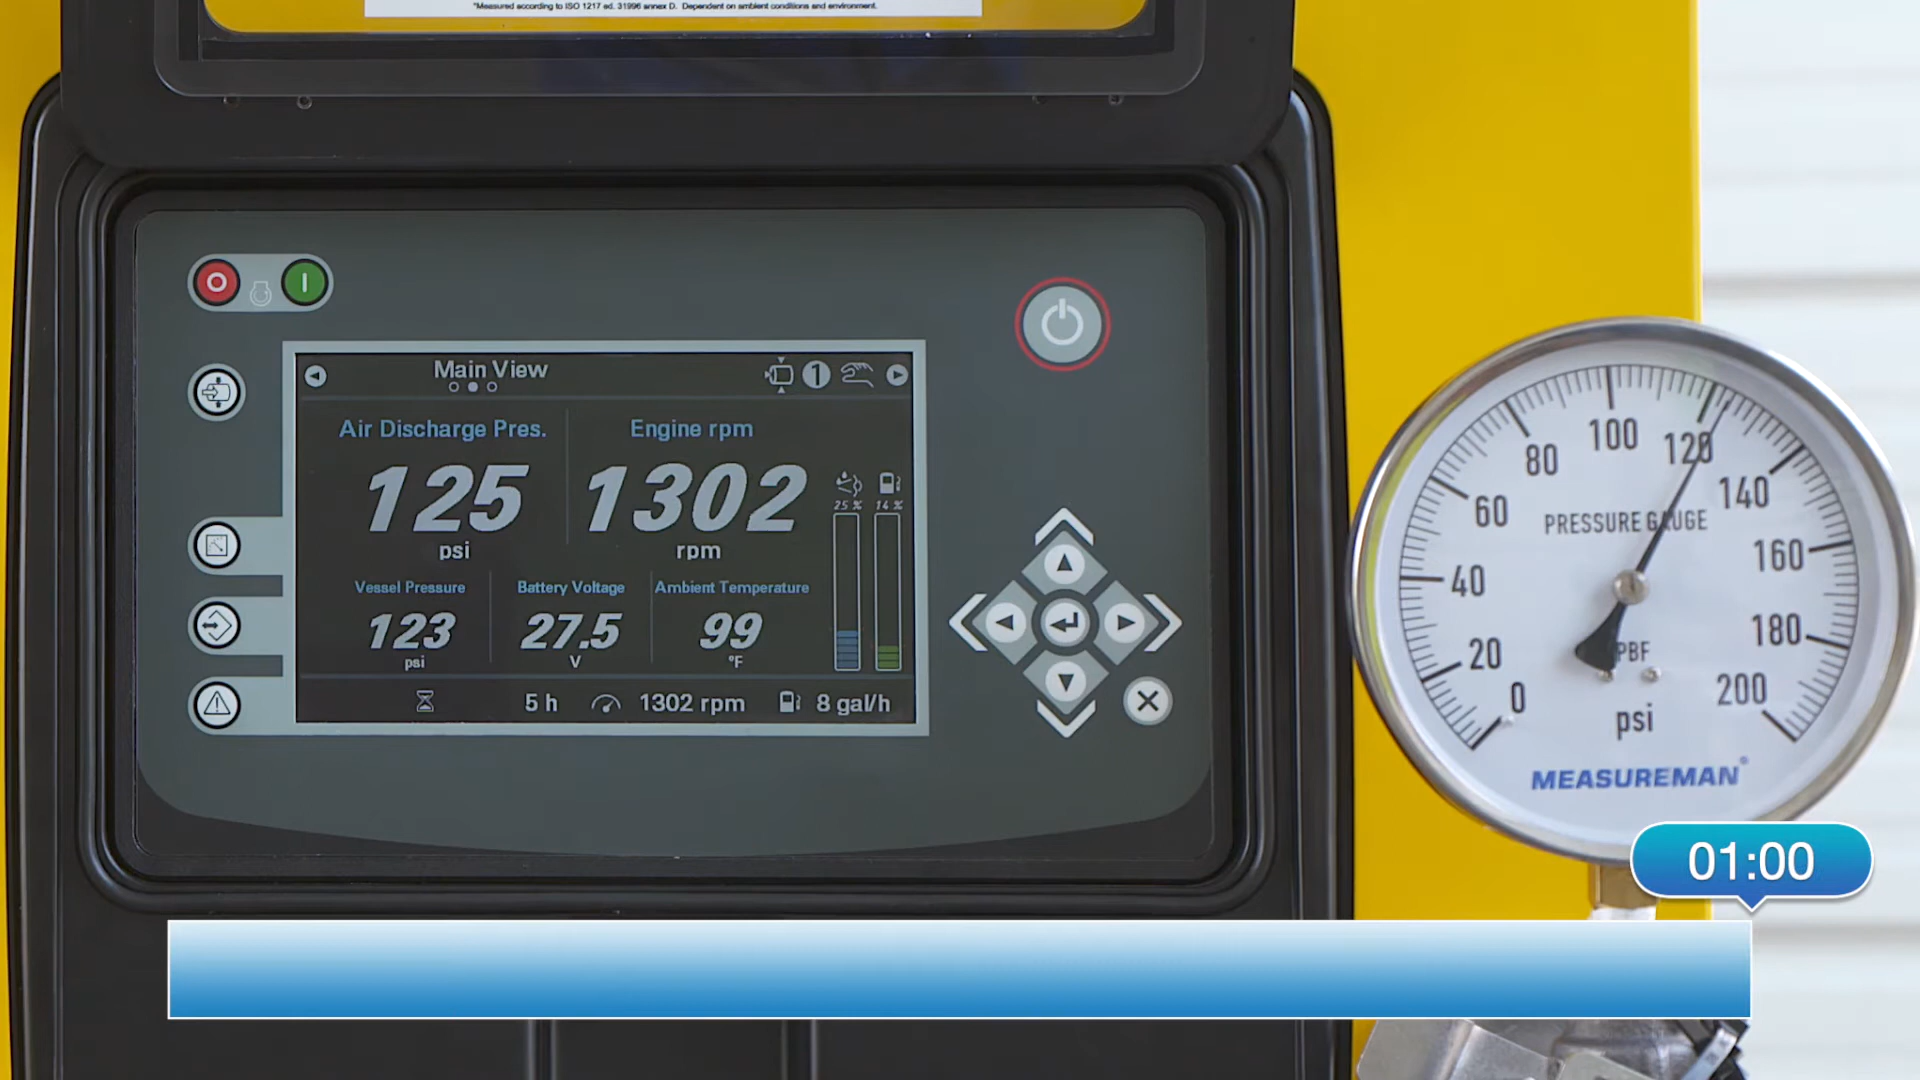 *Measured according to ISO 1217 ed. 31996 annex D. Dependent on ambient conditions and environment.
Main View
1
Air Discharge Pres.
Engine rpm
125
1302
psi
rpm
25 %
14 %
Vessel Pressure
Battery Voltage
Ambient Temperature
123
27.5
99
psi
V
°F
5 h
1302 rpm
8 gal/h
0
20
40
60
80
100
120
140
160
180
200
PRESSURE GAUGE
PBF
psi
MEASUREMAN®
01:00